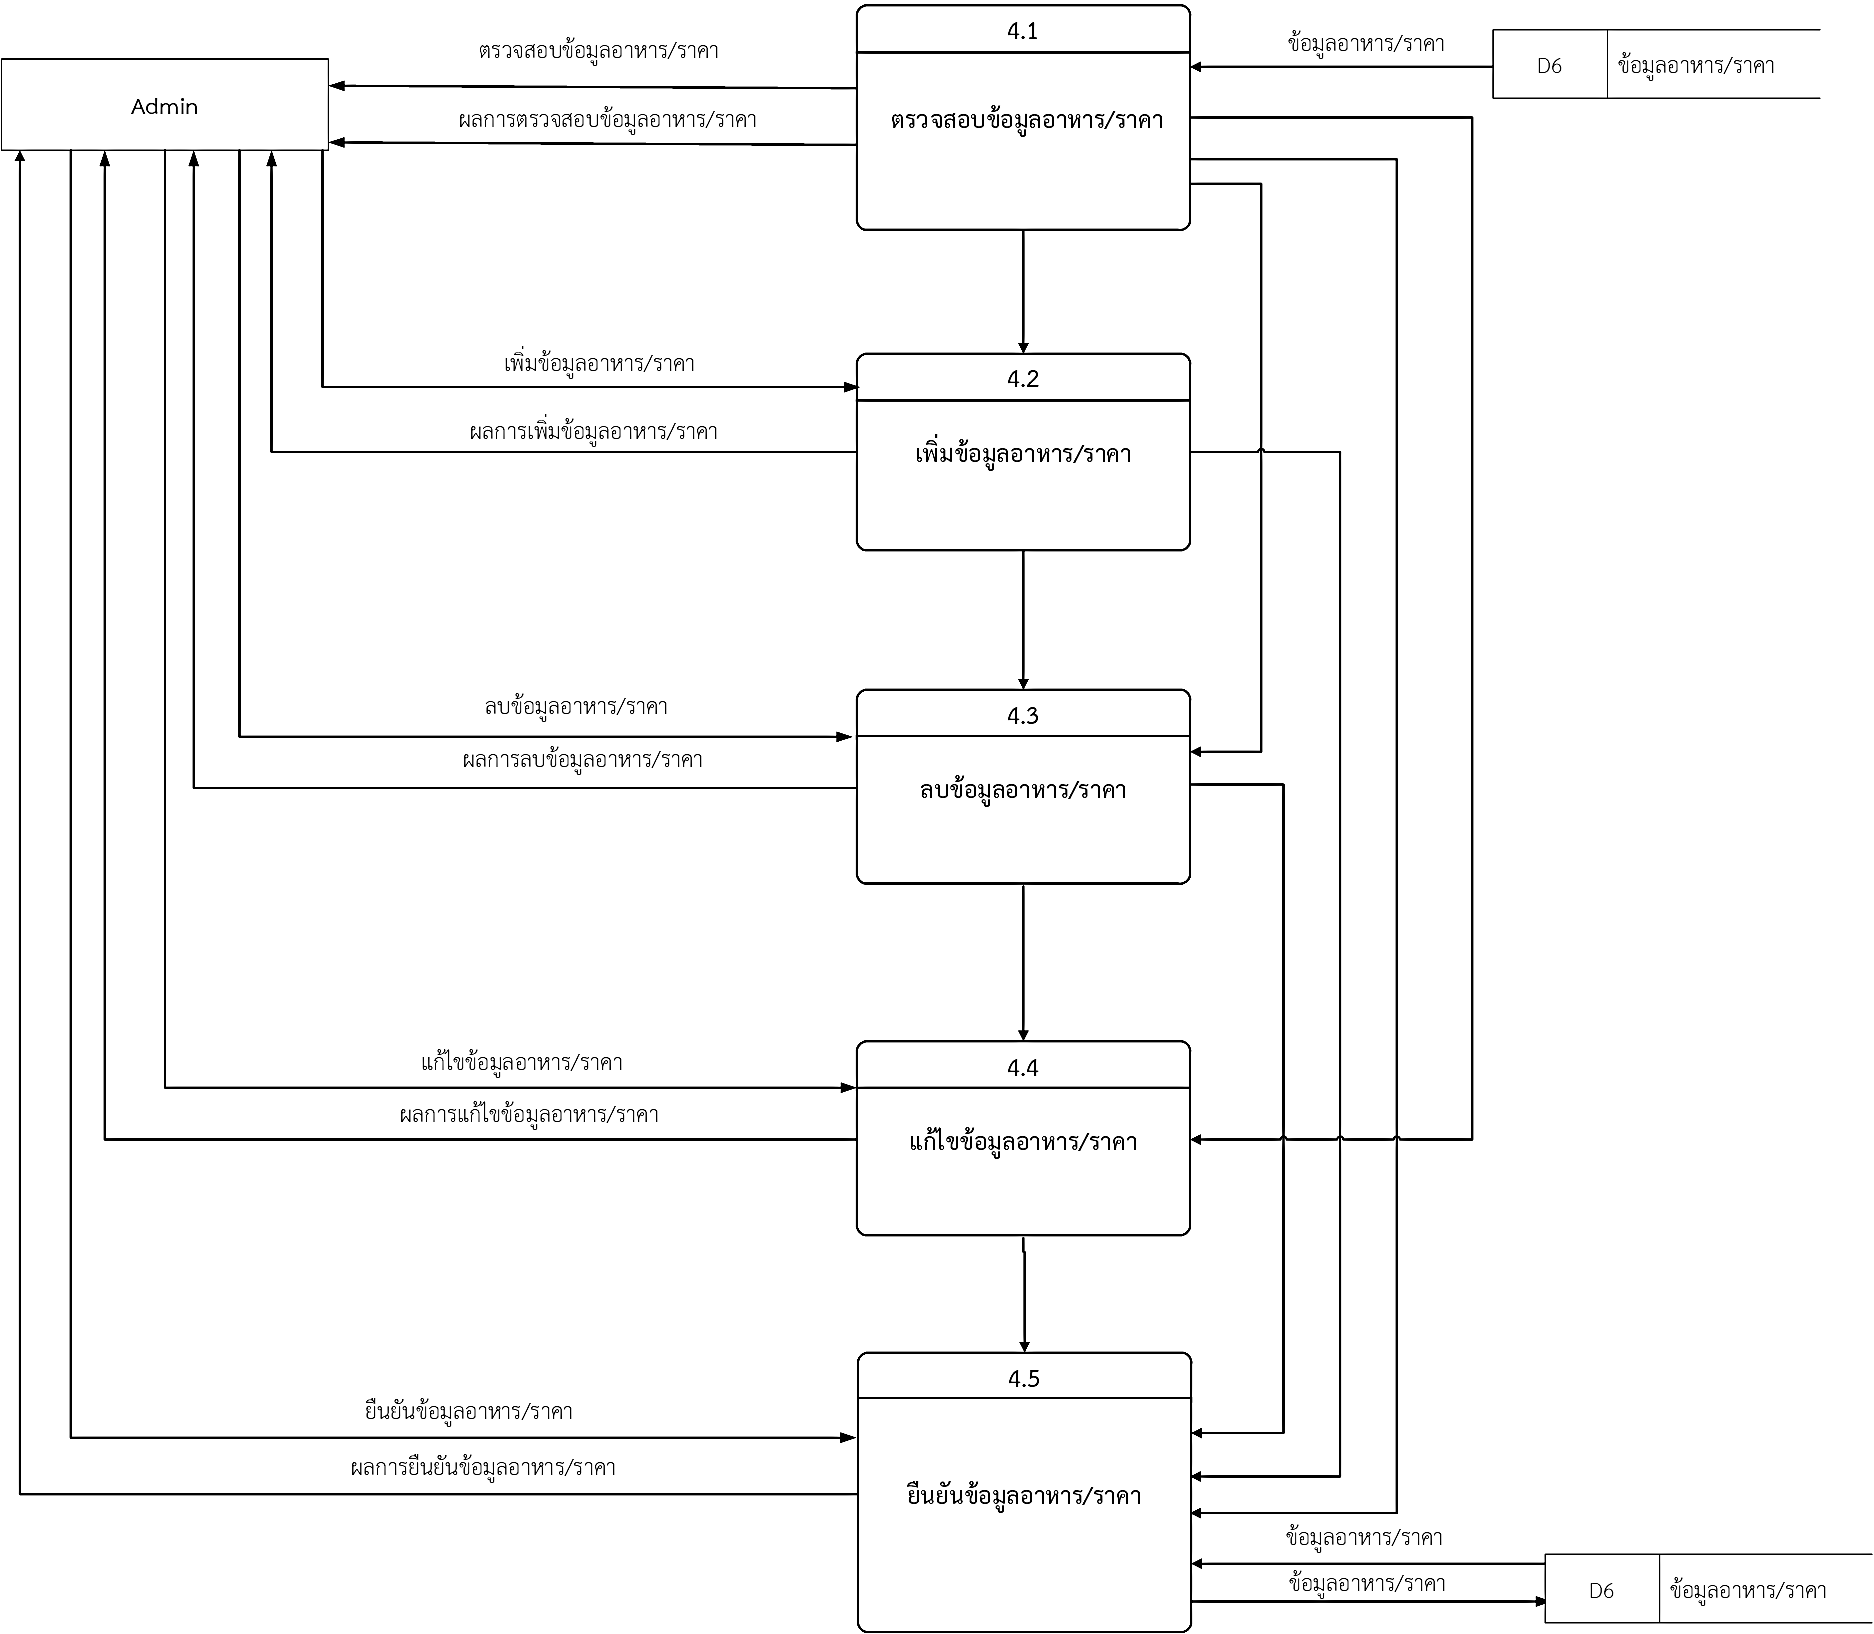 4.1
ตรวจสอบข้อมูลอาหาร/ราคา
ข้อมูลอาหาร/ราคา
D6
ข้อมูลอาหาร/ราคา
Admin
ผลการตรวจสอบข้อมูลอาหาร/ราคา
ตรวจสอบข้อมูลอาหาร/ราคา
เพิ่มข้อมูลอาหาร/ราคา
4.2
ผลการเพิ่มข้อมูลอาหาร/ราคา
เพิ่มข้อมูลอาหาร/ราคา
ลบข้อมูลอาหาร/ราคา
4.3
ผลการลบข้อมูลอาหาร/ราคา
ลบข้อมูลอาหาร/ราคา
แก้ไขข้อมูลอาหาร/ราคา
4.4
ผลการแก้ไขข้อมูลอาหาร/ราคา
แก้ไขข้อมูลอาหาร/ราคา
4.5
ยืนยันข้อมูลอาหาร/ราคา
ผลการยืนยันข้อมูลอาหาร/ราคา
ยืนยันข้อมูลอาหาร/ราคา
ข้อมูลอาหาร/ราคา
ข้อมูลอาหาร/ราคา
D6
ข้อมูลอาหาร/ราคา